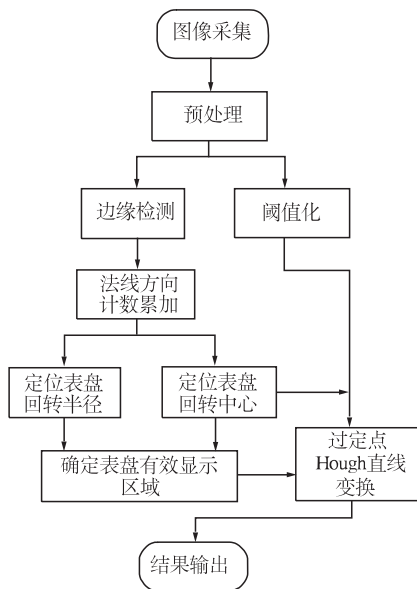 图像采集
预处理
边缘检测
阈值化
法线方向
计数累加
定位表盘
回转半径
定位表盘
回转中心
确定表盘有效显示
区域
过定点
Hough直线
变换
结果输出